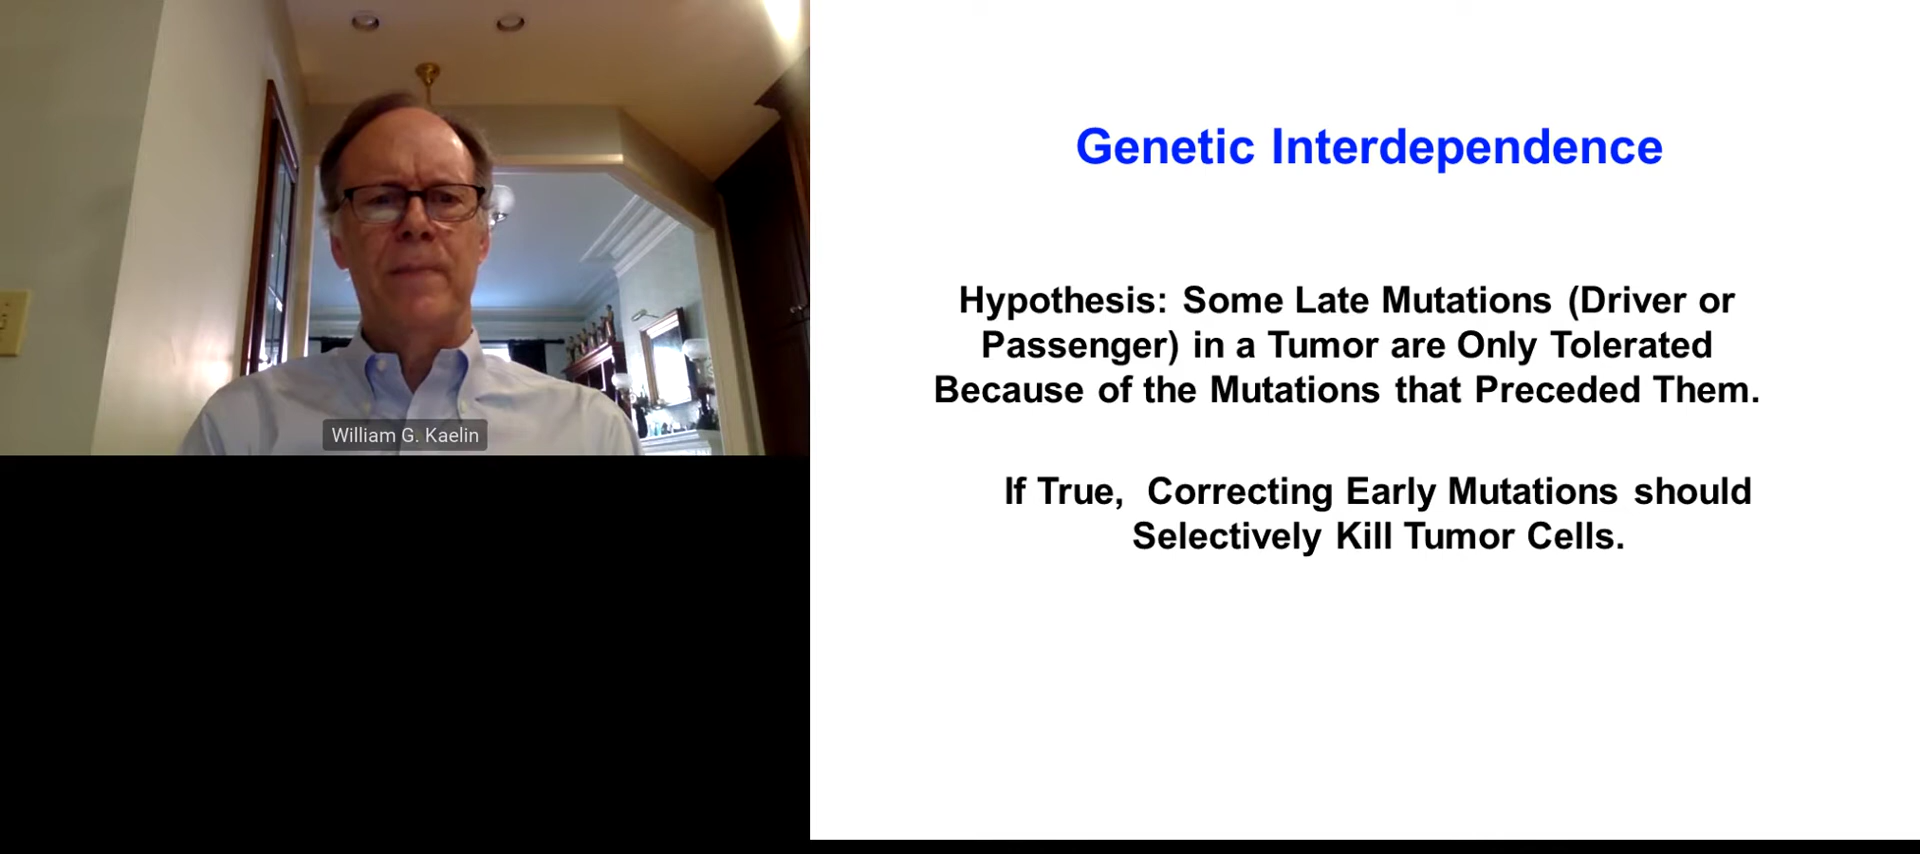 William G. Kaelin
Genetic Interdependence
Hypothesis: Some Late Mutations (Driver or
Passenger) in a Tumor are Only Tolerated
Because of the Mutations that Preceded Them.
If True, Correcting Early Mutations should
Selectively Kill Tumor Cells.